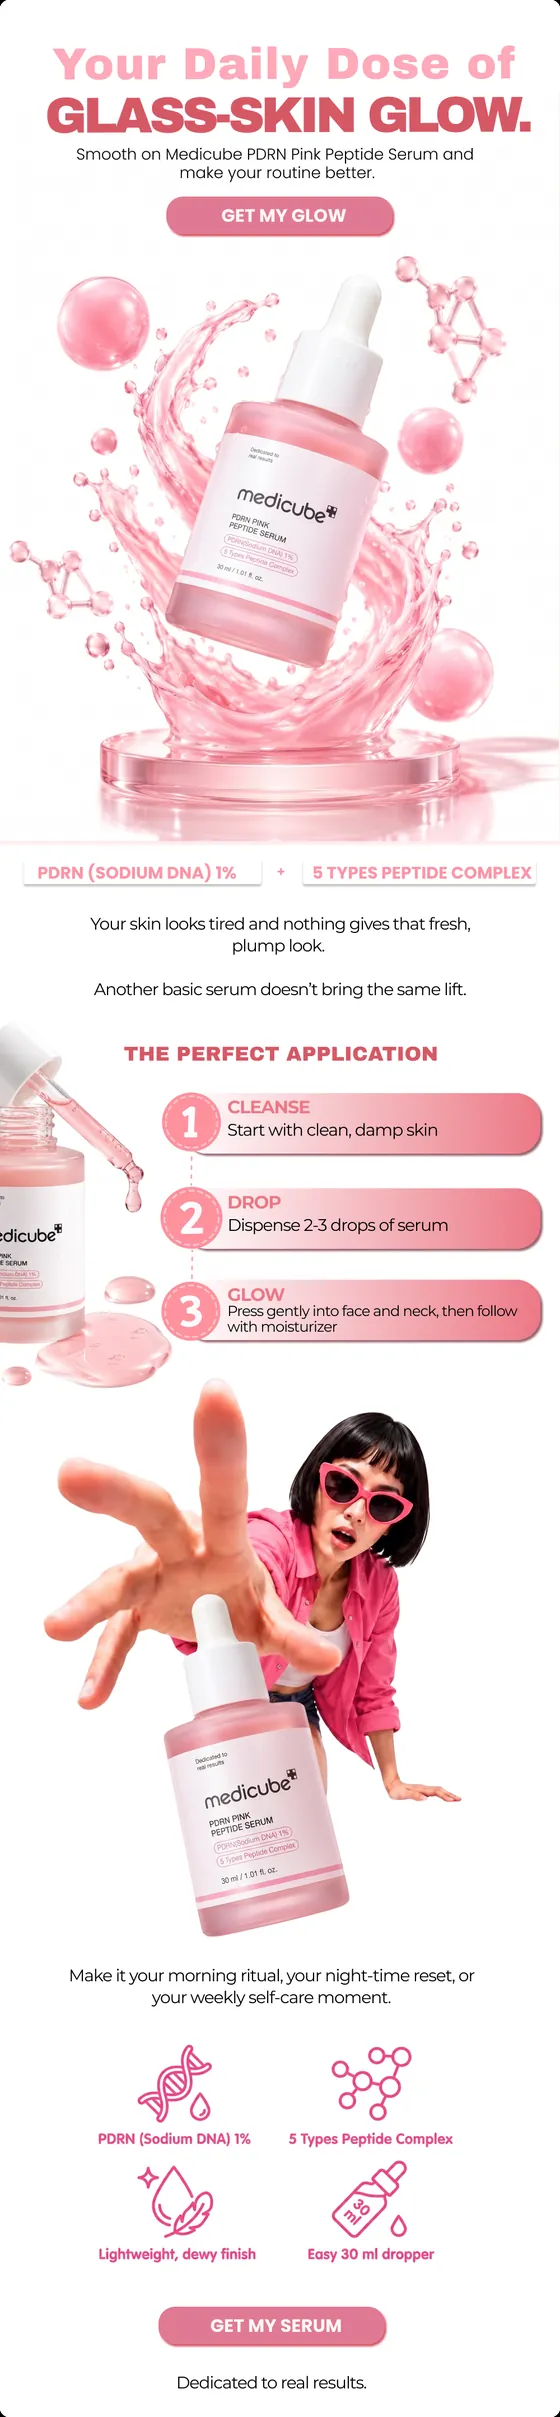 Your Daily Dose of
GLASS-SKIN GLOW.
Smooth on Medicube PDRN Pink Peptide Serum and
make your routine better.
GET MY GLOW
Dedicated to
real results
medicube
PDRN PINK
PEPTIDE SERUM
PDRN(Sodium DNA) 1%
5 Types Peptide Complex
30 ml / 1.01 fl. oz.
PDRN (SODIUM DNA) 1% + 5 TYPES PEPTIDE COMPLEX
Your skin looks tired and nothing gives that fresh,
plump look.
Another basic serum doesn't bring the same lift.
THE PERFECT APPLICATION
1 CLEANSE
Start with clean, damp skin
2 DROP
Dispense 2-3 drops of serum
3 GLOW
Press gently into face and neck, then follow
with moisturizer
edicube
PINK
E SERUM
fl. oz.
Dedicated to
real results
medicube
PDRN PINK
PEPTIDE SERUM
PDRN(Sodium DNA) 1%
5 Types Peptide Complex
30 ml / 1.01 fl. oz.
Make it your morning ritual, your night-time reset, or
your weekly self-care moment.
PDRN (Sodium DNA) 1%
5 Types Peptide Complex
30
ml
Lightweight, dewy finish
Easy 30 ml dropper
GET MY SERUM
Dedicated to real results.